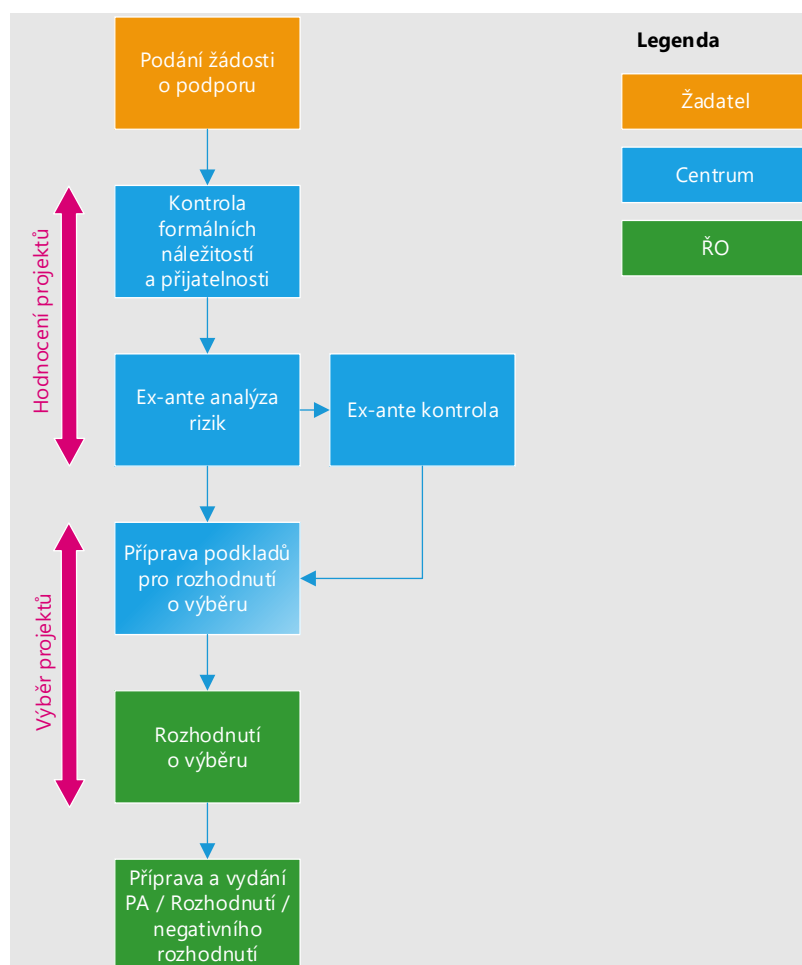 Podání žádosti
o podporu
Legenda
Žadatel
Centrum
ŘO
Hodnocení projektů
Kontrola
formálních
náležitostí
a přijatelnosti
Ex-ante analýza
rizik
Ex-ante kontrola
Výběr projektů
Příprava podkladů
pro rozhodnutí
o výběru
Rozhodnutí
o výběru
Příprava a vydání
PA / Rozhodnutí /
negativního
rozhodnutí